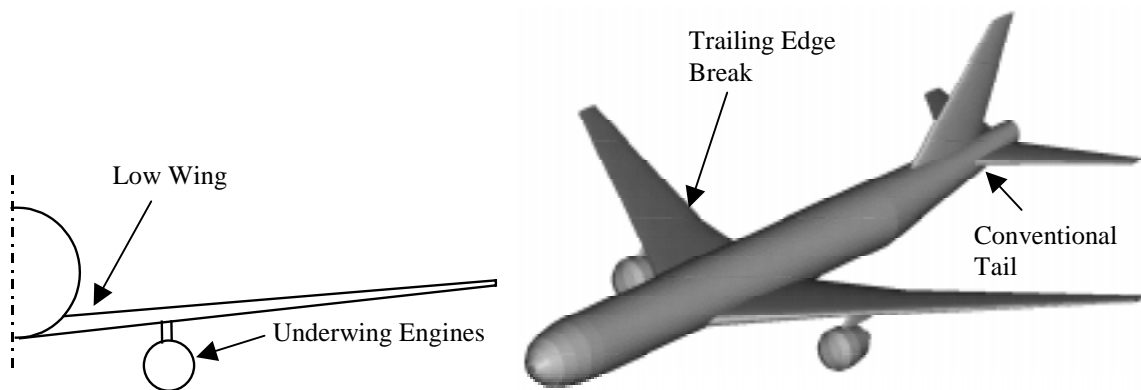 Low Wing
Underwing Engines
Trailing Edge
Break
Conventional
Tail